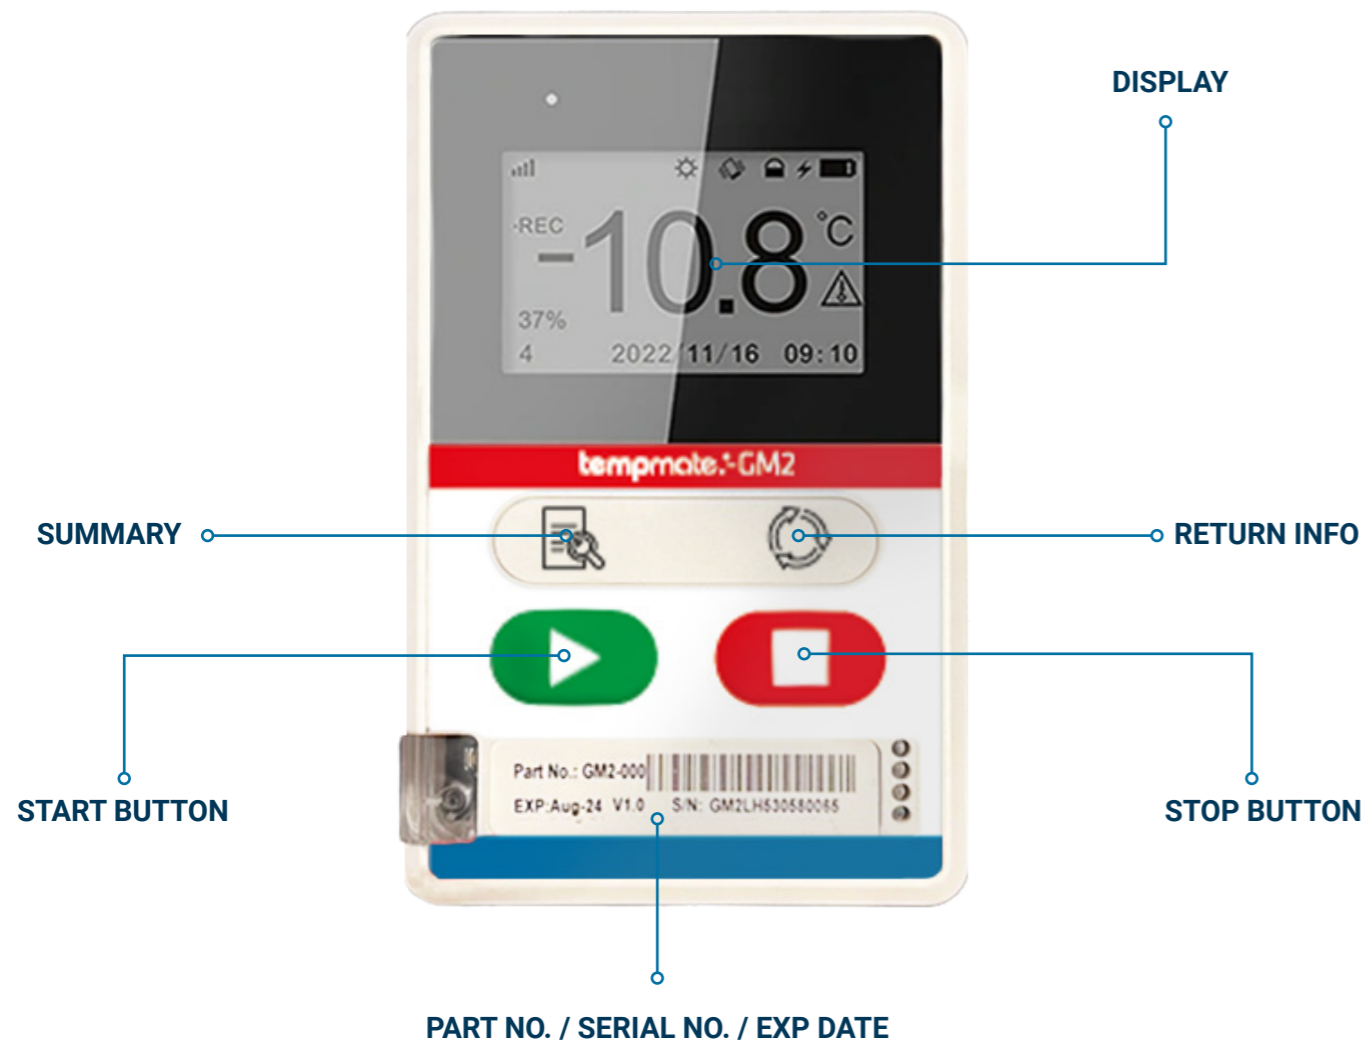 DISPLAY
-REC
-10.8°C
37%
4 2022/11/16 09:10
tempmate.®-GM2
SUMMARY
RETURN INFO
START BUTTON
STOP BUTTON
Part No.: GM2-000
EXP:Aug-24 V1.0 S/N: GM2LH530580065
PART NO. / SERIAL NO. / EXP DATE